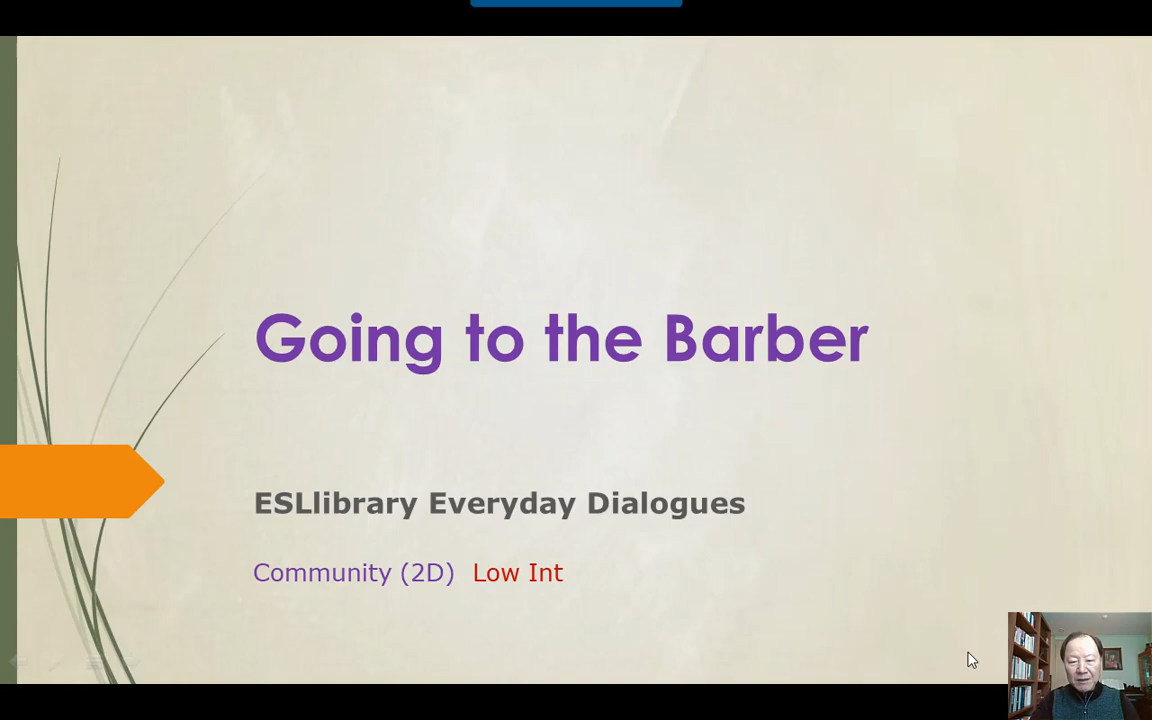 Going to the Barber
ESLlibrary Everyday Dialogues
Community (2D) Low Int